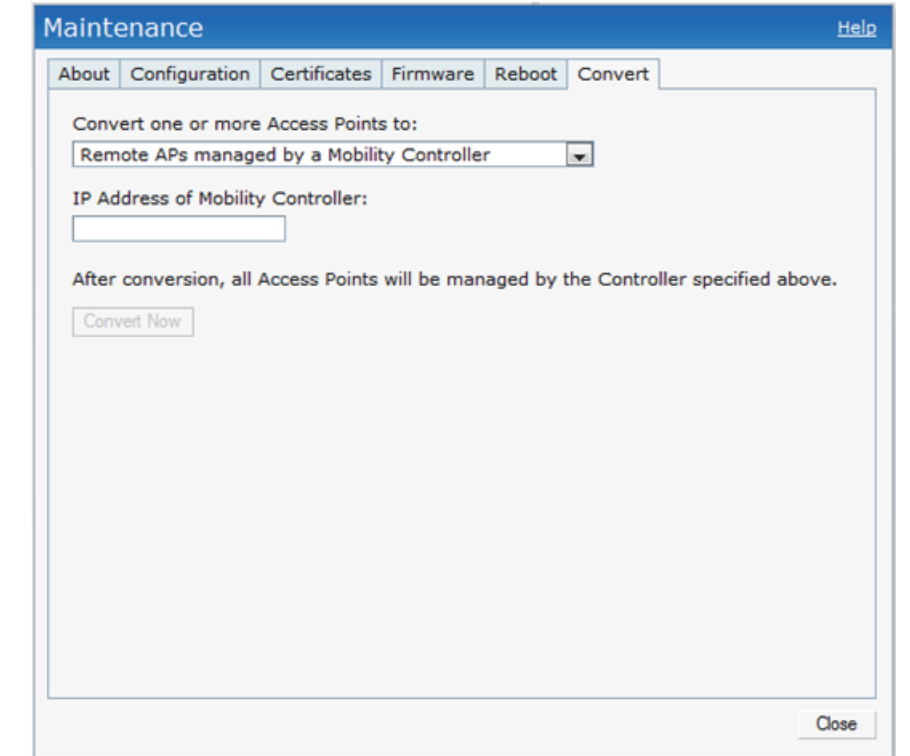 Maintenance
Help
About Configuration Certificates Firmware Reboot Convert
Convert one or more Access Points to:
Remote APs managed by a Mobility Controller
IP Address of Mobility Controller:
After conversion, all Access Points will be managed by the Controller specified above.
Convert Now
Close